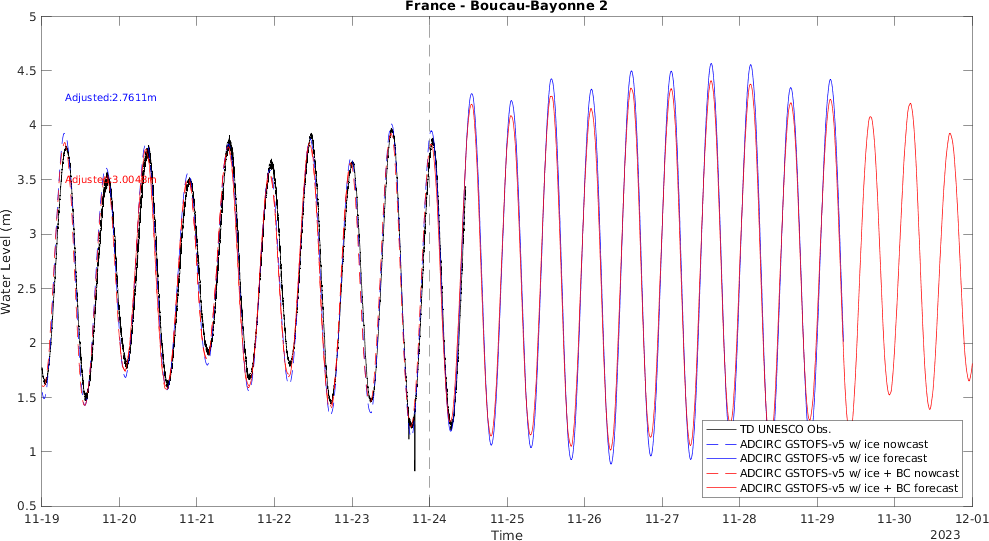 France - Boucau-Bayonne 2
Water Level (m)
5
4.5
4
3.5
3
2.5
2
1.5
1
0.5
Adjusted:2.7611m
Adjusted:3.0043m
TD UNESCO Obs.
ADCIRC GSTOFS-v5 w/ ice nowcast
ADCIRC GSTOFS-v5 w/ ice forecast
ADCIRC GSTOFS-v5 w/ ice + BC nowcast
ADCIRC GSTOFS-v5 w/ ice + BC forecast
11-19 11-20 11-21 11-22 11-23 11-24 11-25 11-26 11-27 11-28 11-29 11-30 12-01
Time
2023